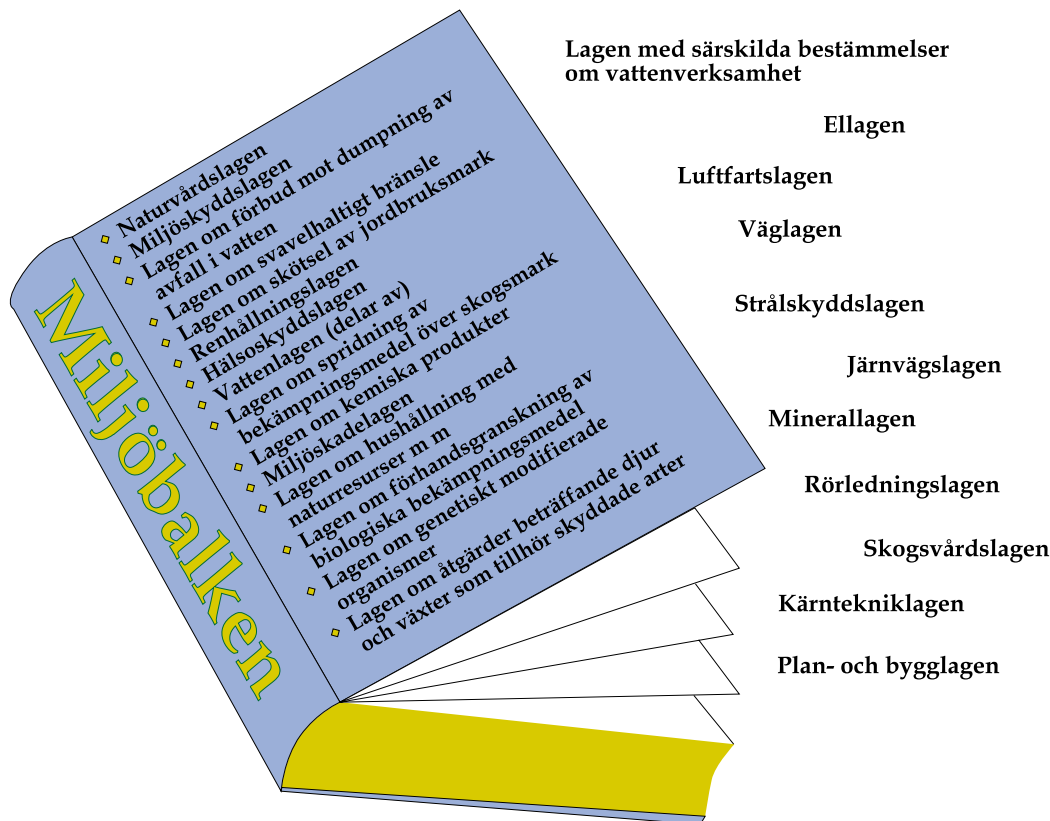 Miljöbalken
Naturvårdslagen
Miljöskyddslagen
Lagen om förbud mot dumpning av
avfall i vatten
Lagen om svavelhaltigt bränsle
Lagen om skötsel av jordbruksmark
Renhållningslagen
Hälsoskyddslagen
Vattenlagen (delar av)
Lagen om spridning av
bekämpningsmedel över skogsmark
Lagen om kemiska produkter
Miljöskadelagen
Lagen om hushållning med
naturresurser m m
Lagen om förhandsgranskning av
biologiska bekämpningsmedel
Lagen om genetiskt modifierade
organismer
Lagen om åtgärder beträffande djur
och växter som tillhör skyddade arter
Lagen med särskilda bestämmelser
om vattenverksamhet
Ellagen
Luftfartslagen
Väglagen
Strålskyddslagen
Järnvägslagen
Minerallagen
Rörledningslagen
Skogsvårdslagen
Kärntekniklagen
Plan- och bygglagen